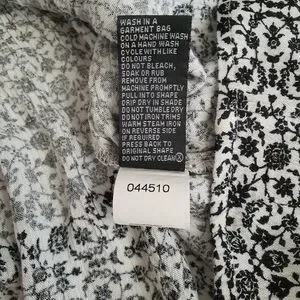 WASH IN A
GARMENT BAG
COLD MACHINE WASH
ON A HAND WASH
CYCLE WITH LIKE
COLOURS
DO NOT BLEACH,
SOAK OR RUB
REMOVE FROM
MACHINE PROMPTLY
PULL INTO SHAPE
DRIP DRY IN SHADE
DO NOT TUMBLE DRY
DO NOT IRON TRIMS
WARM STEAM IRON
ON REVERSE SIDE
IF REQUIRED
PRESS BACK TO
ORIGINAL SHAPE
DO NOT DRY CLEAN
044510